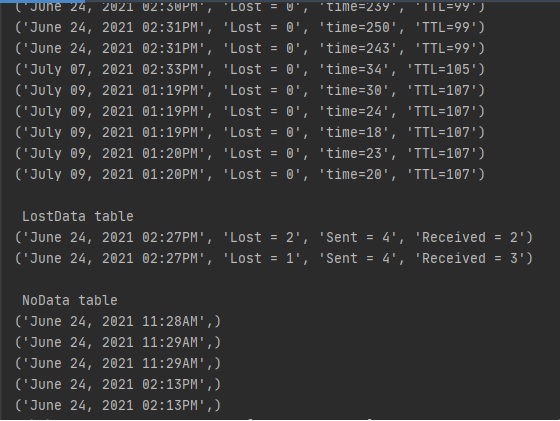 ('June 24, 2021 02:30PM', 'Lost = 0', 'time=239', 'TTL=99')
('June 24, 2021 02:31PM', 'Lost = 0', 'time=250', 'TTL=99')
('June 24, 2021 02:31PM', 'Lost = 0', 'time=243', 'TTL=99')
('July 07, 2021 02:33PM', 'Lost = 0', 'time=34', 'TTL=105')
('July 09, 2021 01:19PM', 'Lost = 0', 'time=30', 'TTL=107')
('July 09, 2021 01:19PM', 'Lost = 0', 'time=24', 'TTL=107')
('July 09, 2021 01:19PM', 'Lost = 0', 'time=18', 'TTL=107')
('July 09, 2021 01:20PM', 'Lost = 0', 'time=23', 'TTL=107')
('July 09, 2021 01:20PM', 'Lost = 0', 'time=20', 'TTL=107')
LostData table
('June 24, 2021 02:27PM', 'Lost = 2', 'Sent = 4', 'Received = 2')
('June 24, 2021 02:27PM', 'Lost = 1', 'Sent = 4', 'Received = 3')
NoData table
('June 24, 2021 11:28AM',)
('June 24, 2021 11:29AM',)
('June 24, 2021 11:29AM',)
('June 24, 2021 02:13PM',)
('June 24, 2021 02:13PM',)